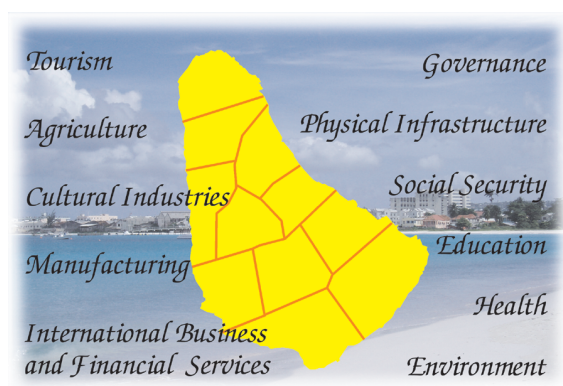 Tourism
Agriculture
Cultural Industries
Manufacturing
International Business
and Financial Services
Governance
Physical Infrastructure
Social Security
Education
Health
Environment